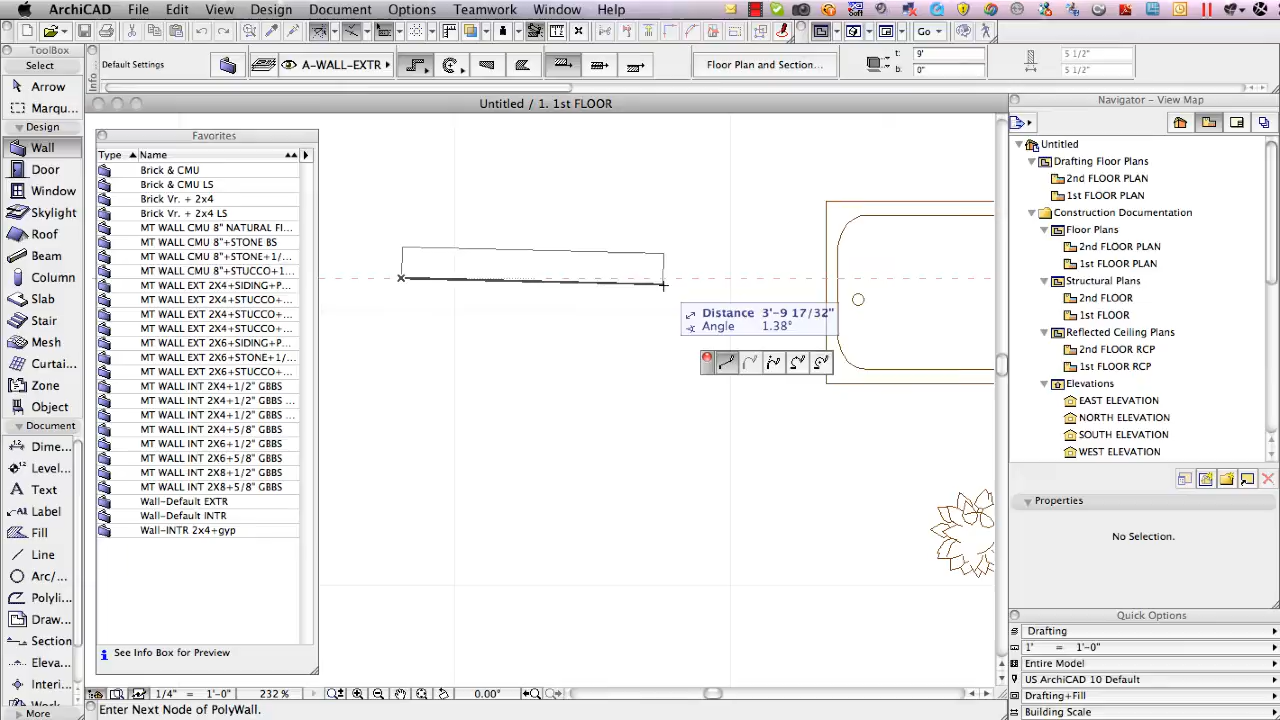 ArchiCAD File Edit View Design Document Options Teamwork Window Help
Go
ToolBox
Select
Arrow
Marqu...
Design
Wall
Door
Window
Skylight
Roof
Beam
Column
Slab
Stair
Mesh
Curtai...
Zone
Object
Document
Dime...
Level...
Text
Label
Fill
Line
Arc/...
Polyli...
Draw...
Section
Eleva...
Interi...
More
Info
Default Settings
A-WALL-EXTR
Floor Plan and Section...
t: 9'
b: 0"
5 1/2"
5 1/2"
Untitled / 1. 1st FLOOR
Favorites
Type Name
Brick & CMU
Brick & CMU LS
Brick Vr. + 2x4
Brick Vr. + 2x4 LS
MT WALL CMU 8" NATURAL FI...
MT WALL CMU 8"+STONE BS
MT WALL CMU 8"+STONE+1/...
MT WALL CMU 8"+STUCCO+1...
MT WALL EXT 2X4+SIDING+P...
MT WALL EXT 2X4+STUCCO+...
MT WALL EXT 2X4+STUCCO+...
MT WALL EXT 2X4+STUCCO+...
MT WALL EXT 2X6+SIDING+P...
MT WALL EXT 2X6+STONE+1/...
MT WALL EXT 2X6+STUCCO+...
MT WALL INT 2X4+1/2" GBBS
MT WALL INT 2X4+1/2" GBBS ...
MT WALL INT 2X4+1/2" GBBS ...
MT WALL INT 2X4+5/8" GBBS
MT WALL INT 2X6+1/2" GBBS
MT WALL INT 2X6+5/8" GBBS
MT WALL INT 2X8+1/2" GBBS
MT WALL INT 2X8+5/8" GBBS
Wall-Default EXTR
Wall-Default INTR
Wall-INTR 2x4+gyp
See Info Box for Preview
Distance 3'-9 17/32"
Angle 1.38°
1/4" = 1'-0"
232 %
0.00°
Enter Next Node of PolyWall.
Navigator - View Map
Untitled
Drafting Floor Plans
2nd FLOOR PLAN
1st FLOOR PLAN
Construction Documentation
Floor Plans
2nd FLOOR PLAN
1st FLOOR PLAN
Structural Plans
2nd FLOOR
1st FLOOR
Reflected Ceiling Plans
2nd FLOOR RCP
1st FLOOR RCP
Elevations
EAST ELEVATION
NORTH ELEVATION
SOUTH ELEVATION
WEST ELEVATION
Properties
No Selection.
Quick Options
Drafting
1' = 1'-0"
Entire Model
US ArchiCAD 10 Default
Drafting+Fill
Building Scale